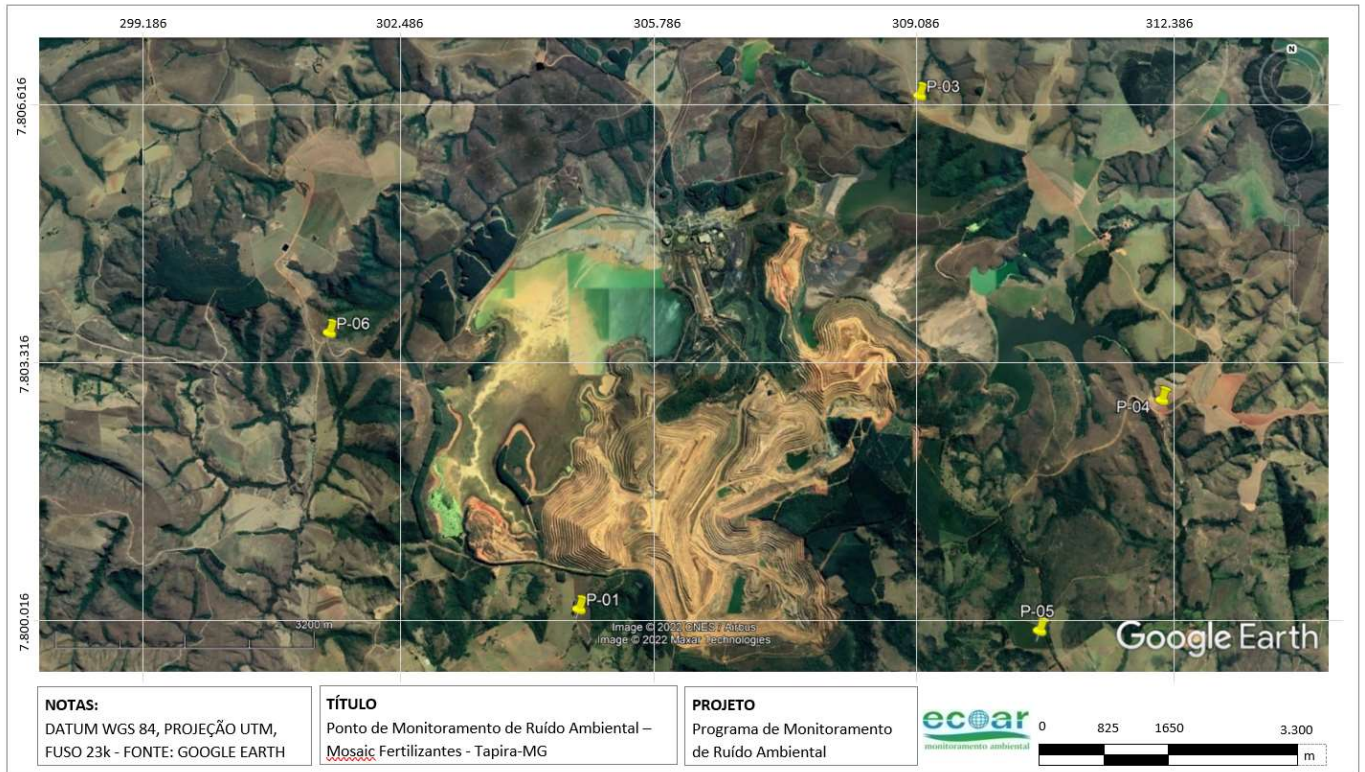 299.186
302.486
305.786
309.086
312.386
7.806.616
7.803.316
7.800.016
N
P-03
P-06
P-04
P-01
P-05
3200 m
Image © 2022 CNES / Airbus
Image © 2022 Maxar Technologies
Google Earth
NOTAS:
DATUM WGS 84, PROJEÇÃO UTM,
FUSO 23k - FONTE: GOOGLE EARTH
TÍTULO
Ponto de Monitoramento de Ruído Ambiental –
Mosaic Fertilizantes - Tapira-MG
PROJETO
Programa de Monitoramento
de Ruído Ambiental
ecoar
monitoramento ambiental
0 825 1650 3.300
m